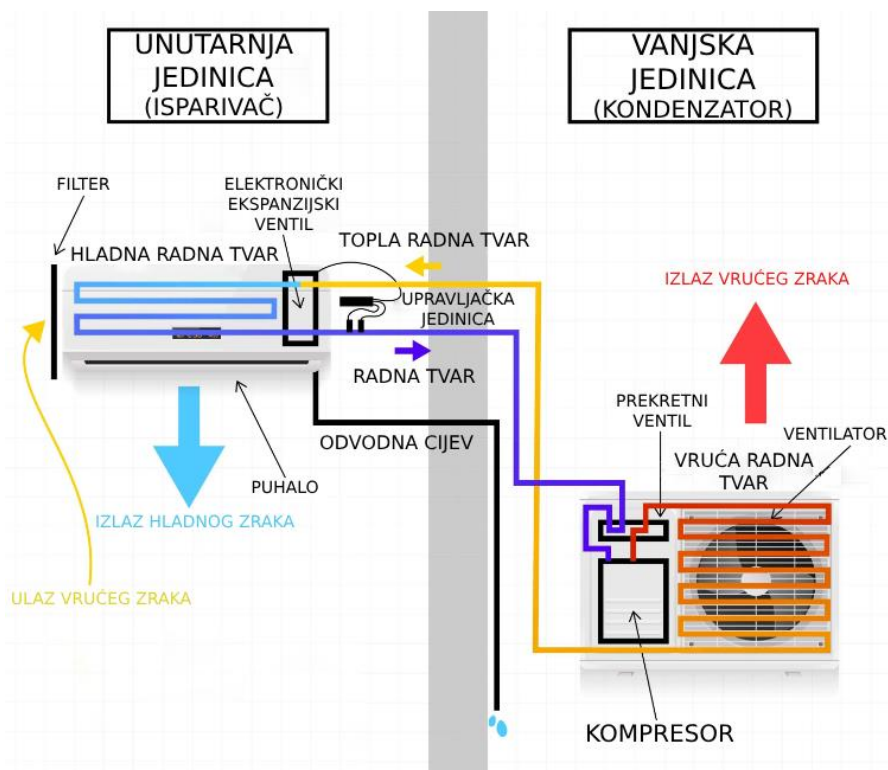 UNUTARNJA
JEDINICA
(ISPARIVAČ)
VANJSKA
JEDINICA
(KONDENZATOR)
FILTER
ELEKTRONIČKI
EKSPANZIJSKI
VENTIL
HLADNA RADNA TVAR
TOPLA RADNA TVAR
UPRAVLJAČKA
JEDINICA
RADNA TVAR
IZLAZ VRUĆEG ZRAKA
PREKRETNI
VENTIL
VENTILATOR
VRUĆA RADNA
TVAR
ODVODNA CIJEV
PUHALO
IZLAZ HLADNOG ZRAKA
ULAZ VRUĆEG ZRAKA
KOMPRESOR